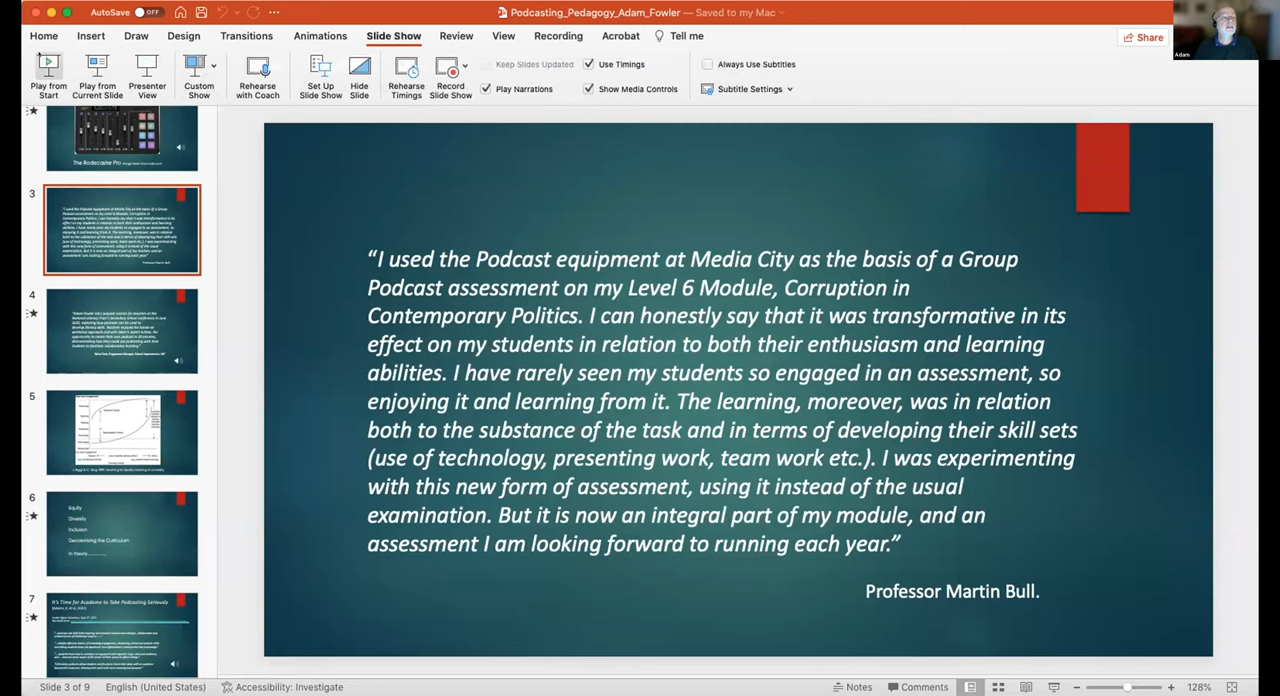 AutoSave OFF
Podcasting_Pedagogy_Adam_Fowler — Saved to my Mac
Home Insert Draw Design Transitions Animations Slide Show Review View Recording Acrobat Tell me
Share
Adam
Play from Start
Play from Current Slide
Presenter View
Custom Show
Rehearse with Coach
Set Up Slide Show
Hide Slide
Rehearse Timings
Record Slide Show
Keep Slides Updated
Use Timings
Play Narrations
Show Media Controls
Always Use Subtitles
Subtitle Settings
The Rodecaster Pro
3
4
5
6
Equity
Diversity
Inclusion
Decolonising the Curriculum
In theory
7
It's Time for Academe to Take Podcasting Seriously
“I used the Podcast equipment at Media City as the basis of a Group
Podcast assessment on my Level 6 Module, Corruption in
Contemporary Politics. I can honestly say that it was transformative in its
effect on my students in relation to both their enthusiasm and learning
abilities. I have rarely seen my students so engaged in an assessment, so
enjoying it and learning from it. The learning, moreover, was in relation
both to the substance of the task and in terms of developing their skill sets
(use of technology, presenting work, team work etc.). I was experimenting
with this new form of assessment, using it instead of the usual
examination. But it is now an integral part of my module, and an
assessment I am looking forward to running each year.”
Professor Martin Bull.
Slide 3 of 9 English (United States) Accessibility: Investigate
Notes Comments 128%